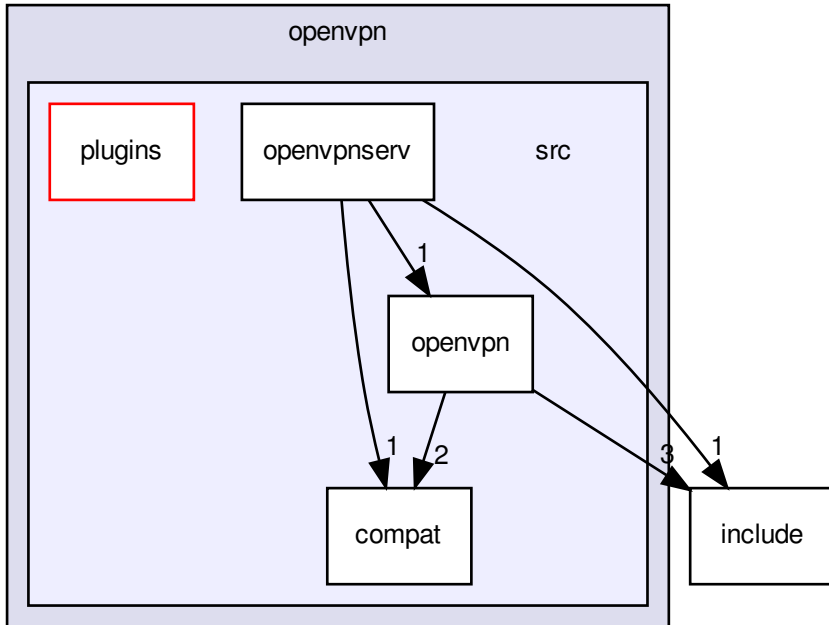 openvpn
plugins
openvpnserv
src
1
openvpn
1
2
3
1
compat
include